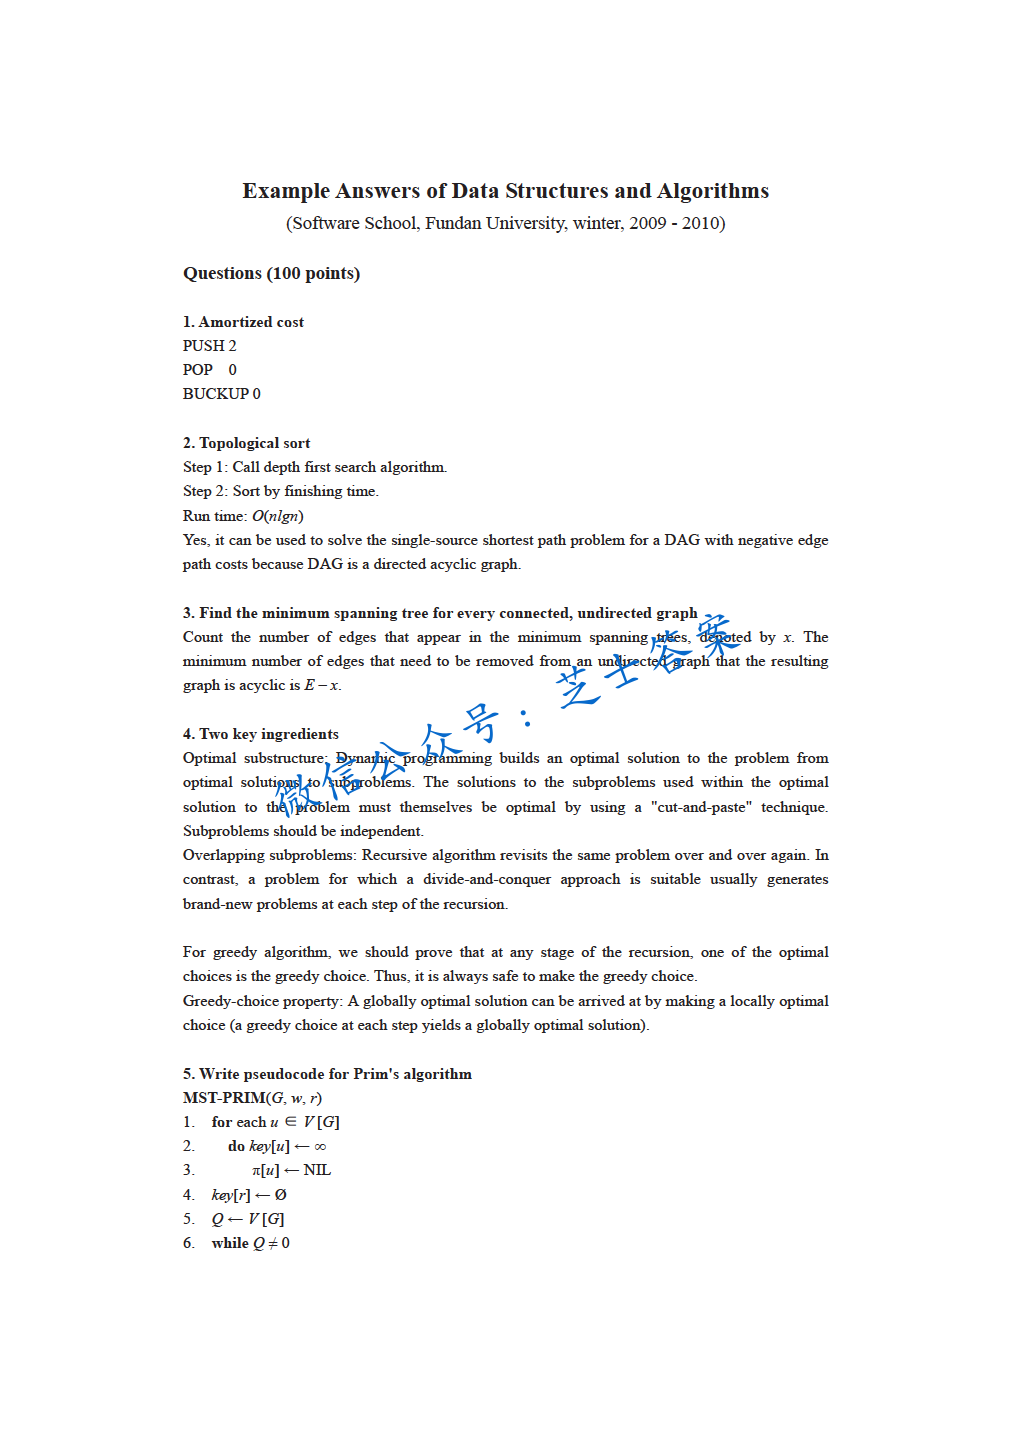 Example Answers of Data Structures and Algorithms
(Software School, Fundan University, winter, 2009 - 2010)
Questions (100 points)
1. Amortized cost
PUSH 2
POP 0
BUCKUP 0
2. Topological sort
Step 1: Call depth first search algorithm.
Step 2: Sort by finishing time.
Run time: O(nlgn)
Yes, it can be used to solve the single-source shortest path problem for a DAG with negative edge
path costs because DAG is a directed acyclic graph.
3. Find the minimum spanning tree for every connected, undirected graph
Count the number of edges that appear in the minimum spanning trees, denoted by x. The
minimum number of edges that need to be removed from an undirected graph that the resulting
graph is acyclic is E – x.
4. Two key ingredients
Optimal substructure: Dynamic programming builds an optimal solution to the problem from
optimal solutions to subproblems. The solutions to the subproblems used within the optimal
solution to the problem must themselves be optimal by using a "cut-and-paste" technique.
Subproblems should be independent.
Overlapping subproblems: Recursive algorithm revisits the same problem over and over again. In
contrast, a problem for which a divide-and-conquer approach is suitable usually generates
brand-new problems at each step of the recursion.
For greedy algorithm, we should prove that at any stage of the recursion, one of the optimal
choices is the greedy choice. Thus, it is always safe to make the greedy choice.
Greedy-choice property: A globally optimal solution can be arrived at by making a locally optimal
choice (a greedy choice at each step yields a globally optimal solution).
5. Write pseudocode for Prim's algorithm
MST-PRIM(G, w, r)
1. for each u ∈ V [G]
2. do key[u] ← ∞
3. π[u] ← NIL
4. key[r] ← Ø
5. Q ← V [G]
6. while Q ≠ 0
微信公众号：芝士答案